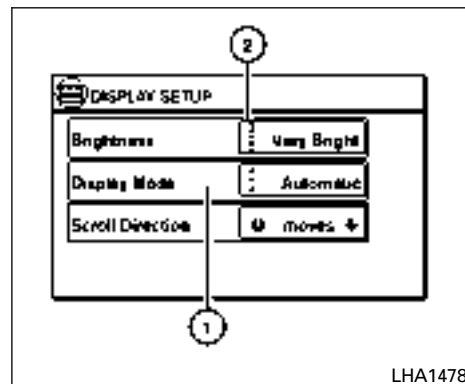 2
DISPLAY SETUP
Brightness Very Bright
Display Mode Automatic
Scroll Direction moves
1
LHA1478